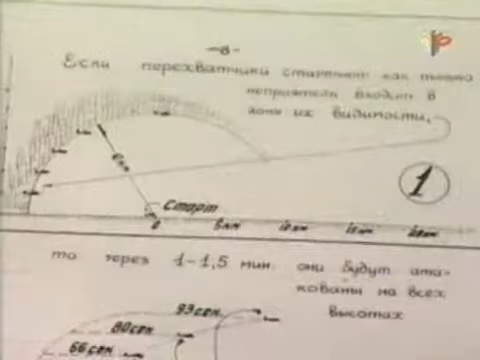 —8—
Если перехватчики стартуют как только
неприятель входит в
зону их видимости,
1
Старт
0 5км 10км 15км 20км
то через 1-1,5 мин. они будут ата-
кованы на всех
высотах
93сек.
80сек
66сек